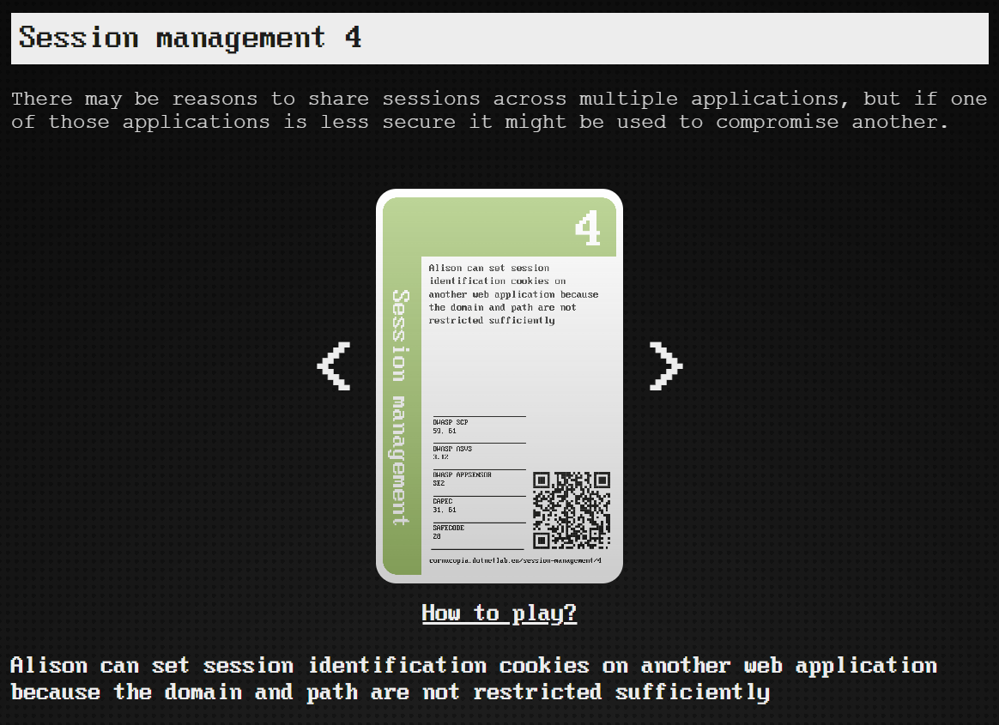 Session management 4
There may be reasons to share sessions across multiple applications, but if one
of those applications is less secure it might be used to compromise another.
4
Alison can set session
identification cookies on
another web application because
the domain and path are not
restricted sufficiently
Session management
OWASP SCP
59, 61
OWASP ASVS
3.12
OWASP APPSENSOR
SE2
CAPEC
31, 61
SAFECODE
28
cornucopia.dotnetlab.eu/session-management/4
<
>
How to play?
Alison can set session identification cookies on another web application
because the domain and path are not restricted sufficiently